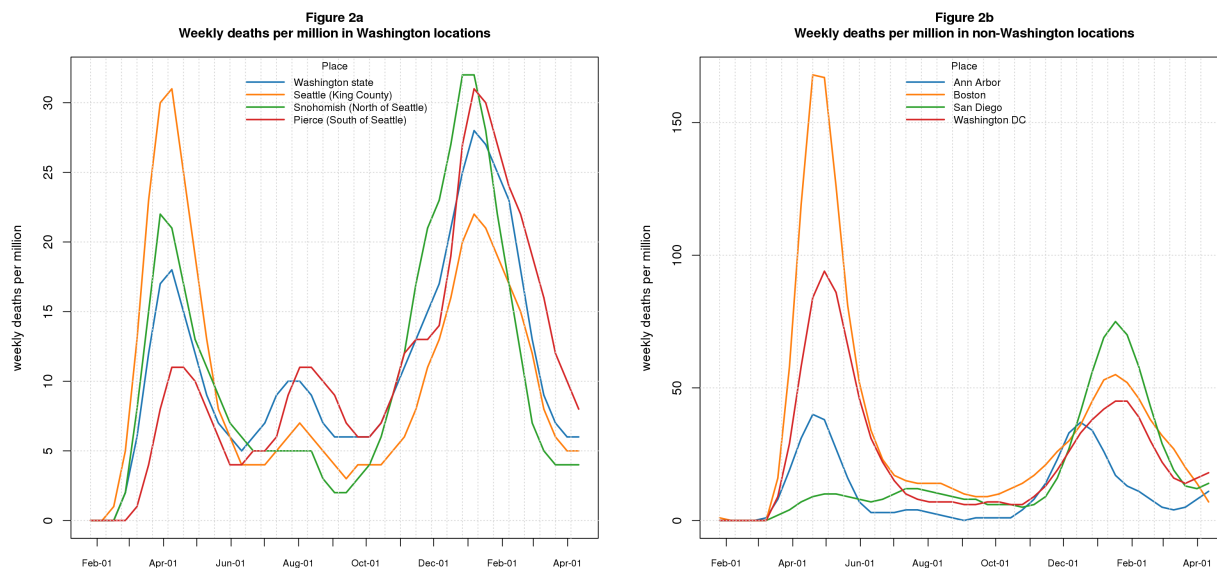 Figure 2a
Weekly deaths per million in Washington locations
Place
Washington state
Seattle (King County)
Snohomish (North of Seattle)
Pierce (South of Seattle)
weekly deaths per million
30
25
20
15
10
5
0
Feb-01 Apr-01 Jun-01 Aug-01 Oct-01 Dec-01 Feb-01 Apr-01
Figure 2b
Weekly deaths per million in non-Washington locations
Place
Ann Arbor
Boston
San Diego
Washington DC
weekly deaths per million
150
100
50
0
Feb-01 Apr-01 Jun-01 Aug-01 Oct-01 Dec-01 Feb-01 Apr-01